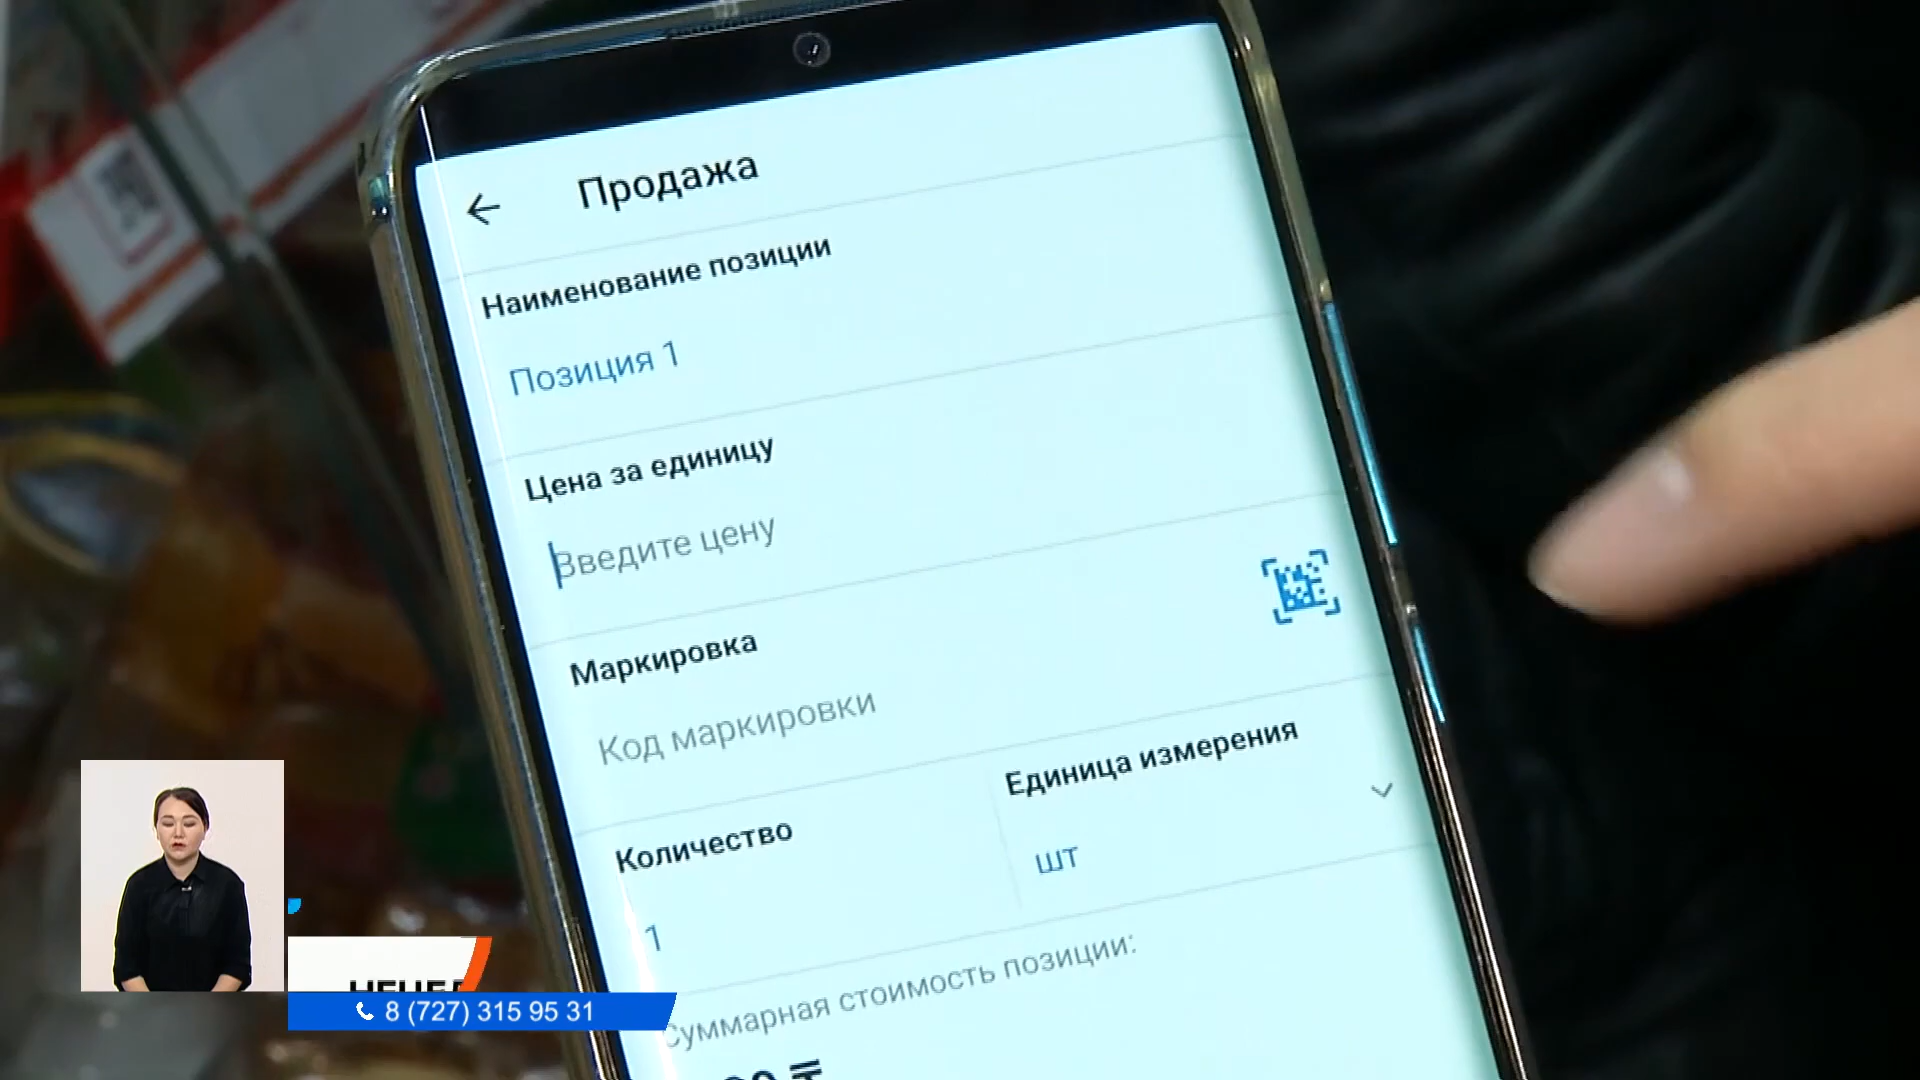 Продажа
Наименование позиции
Позиция 1
Цена за единицу
Введите цену
Маркировка
Код маркировки
Количество
Единица измерения
1
шт
Суммарная стоимость позиции:
8 (727) 315 95 31